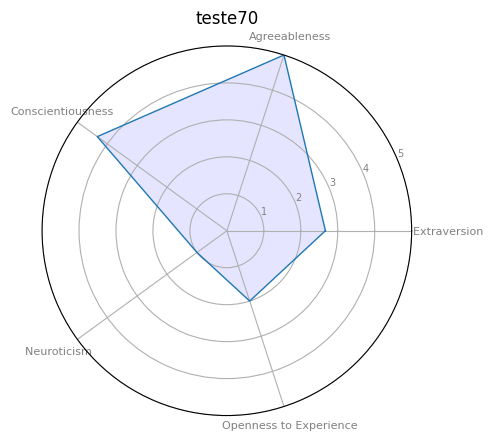 teste70
Agreeableness
Conscientiousness
5
4
3
2
1
Extraversion
Neuroticism
Openness to Experience